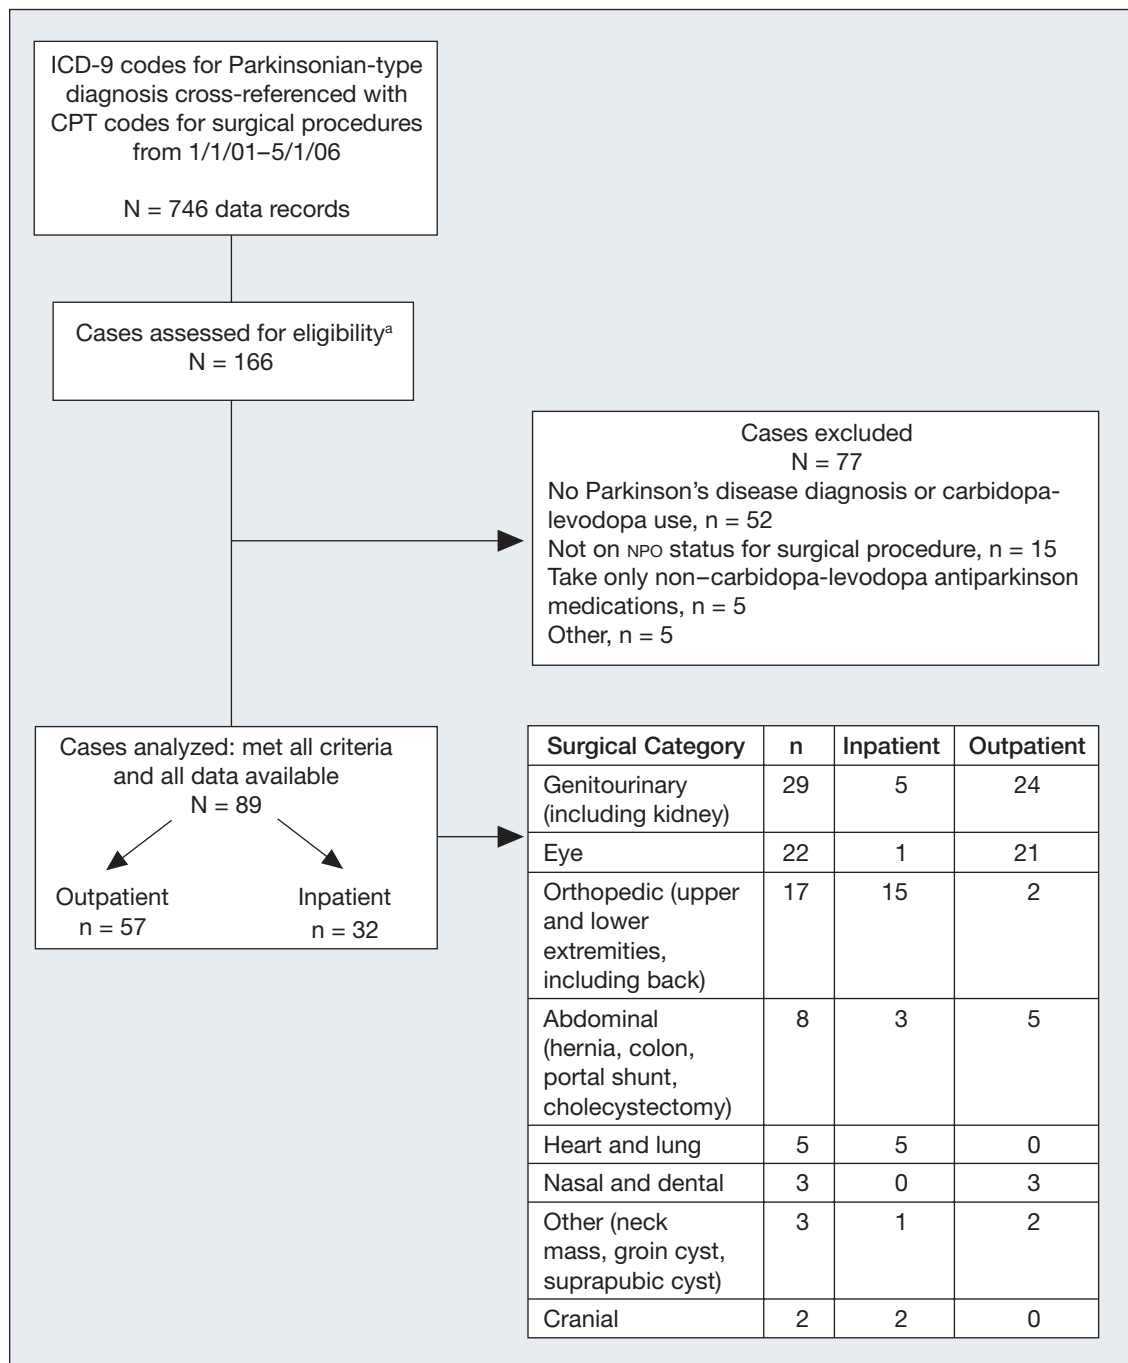 ICD-9 codes for Parkinsonian-type
diagnosis cross-referenced with
CPT codes for surgical procedures
from 1/1/01–5/1/06
N = 746 data records
Cases assessed for eligibilityᵃ
N = 166
Cases excluded
N = 77
No Parkinson's disease diagnosis or carbidopa-
levodopa use, n = 52
Not on NPO status for surgical procedure, n = 15
Take only non–carbidopa-levodopa antiparkinson
medications, n = 5
Other, n = 5
Cases analyzed: met all criteria
and all data available
N = 89
Outpatient
n = 57
Inpatient
n = 32
Surgical Category n Inpatient Outpatient
Genitourinary 29 5 24
(including kidney)
Eye 22 1 21
Orthopedic (upper 17 15 2
and lower
extremities,
including back)
Abdominal 8 3 5
(hernia, colon,
portal shunt,
cholecystectomy)
Heart and lung 5 5 0
Nasal and dental 3 0 3
Other (neck 3 1 2
mass, groin cyst,
suprapubic cyst)
Cranial 2 2 0